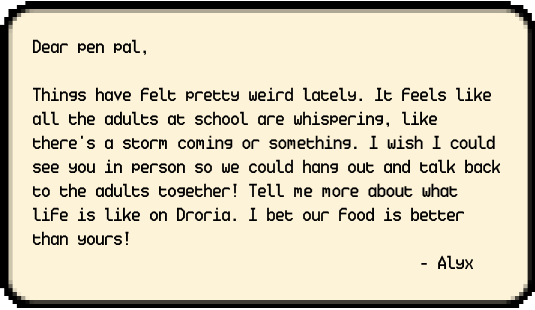 Dear pen pal,
Things have felt pretty weird lately. It feels like
all the adults at school are whispering, like
there's a storm coming or something. I wish I could
see you in person so we could hang out and talk back
to the adults together! Tell me more about what
life is like on Droria. I bet our food is better
than yours!
- Alyx